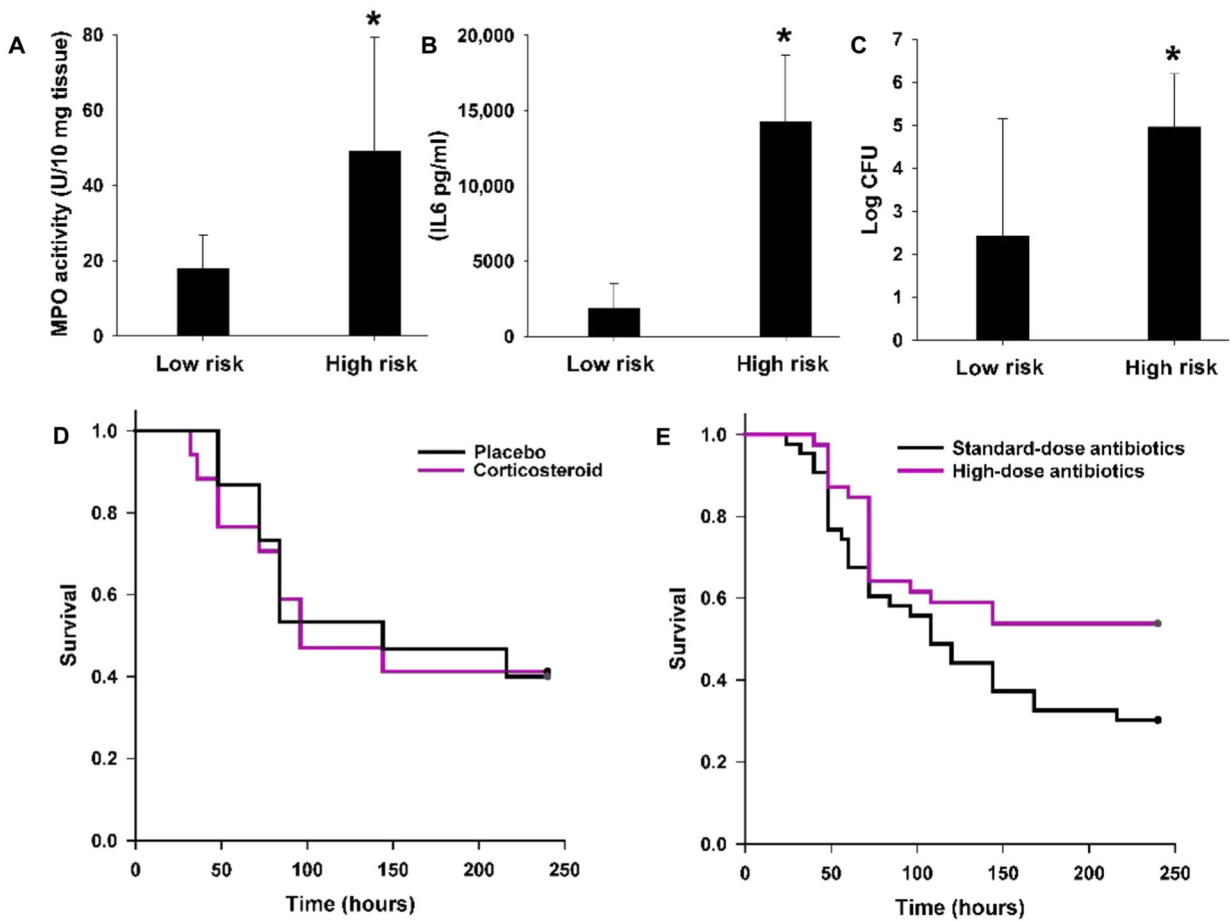 A
MPO acitivity (U/10 mg tissue)
80
60
40
20
0
*
Low risk
High risk
B
(IL6 pg/ml)
20,000
15,000
10,000
5000
0
*
Low risk
High risk
C
Log CFU
7
6
5
4
3
2
1
0
*
Low risk
High risk
D
Survival
1.0
0.8
0.6
0.4
0.2
0.0
Placebo
Corticosteroid
0 50 100 150 200 250
Time (hours)
E
Survival
1.0
0.8
0.6
0.4
0.2
0.0
Standard-dose antibiotics
High-dose antibiotics
0 50 100 150 200 250
Time (hours)